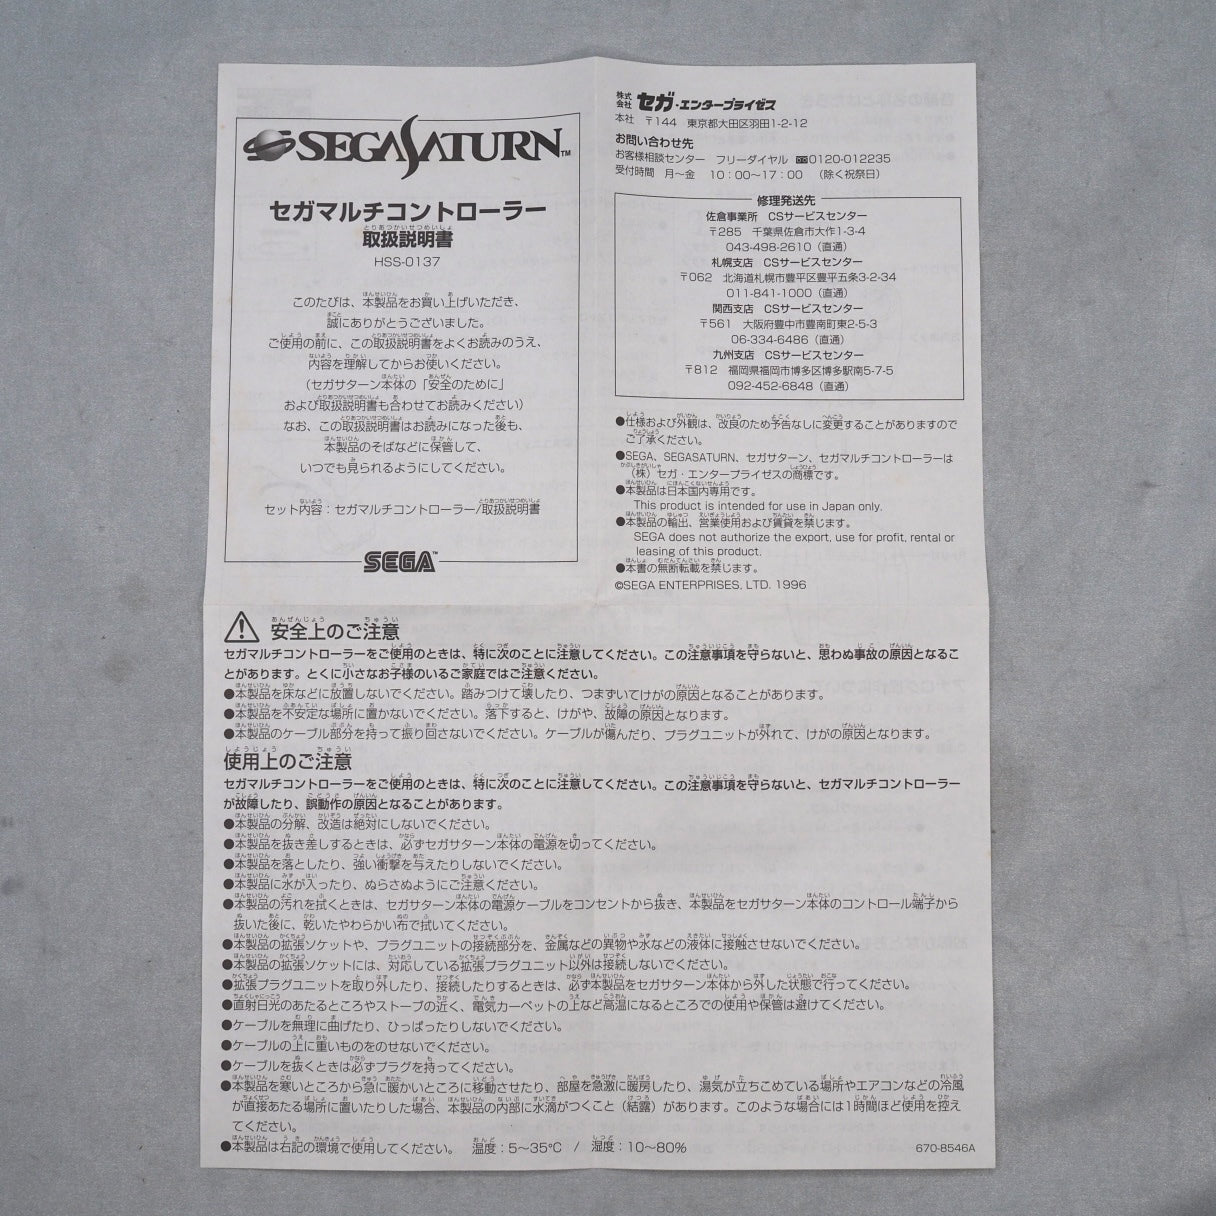 SEGA SATURN™
セガマルチコントローラー
取扱説明書
HSS-0137
このたびは、本製品をお買い上げいただき、
誠にありがとうございました。
ご使用の前に、この取扱説明書をよくお読みのうえ、
内容を理解してからお使いください。
(セガサターン本体の「安全のために」
および取扱説明書も合わせてお読みください)
なお、この取扱説明書はお読みになった後も、
本製品のそばなどに保管して、
いつでも見られるようにしてください。
セット内容:セガマルチコントローラー/取扱説明書
SEGA™
株式会社 セガ・エンタープライゼス
本社 〒144 東京都大田区羽田1-2-12
お問い合わせ先
お客様相談センター フリーダイヤル 0120-012235
受付時間 月〜金 10:00〜17:00 (除く祝祭日)
修理発送先
佐倉事業所 CSサービスセンター
〒285 千葉県佐倉市大作1-3-4
043-498-2610(直通)
札幌支店 CSサービスセンター
〒062 北海道札幌市豊平区豊平五条3-2-34
011-841-1000(直通)
関西支店 CSサービスセンター
〒561 大阪府豊中市豊南町東2-5-3
06-334-6486(直通)
九州支店 CSサービスセンター
〒812 福岡県福岡市博多区博多駅南5-7-5
092-452-6848(直通)
●仕様および外観は、改良のため予告なしに変更することがありますので
ご了承ください。
●SEGA、SEGASATURN、セガサターン、セガマルチコントローラーは
(株)セガ・エンタープライゼスの商標です。
●本製品は日本国内専用です。
This product is intended for use in Japan only.
●本製品の輸出、営業使用および賃貸を禁じます。
SEGA does not authorize the export, use for profit, rental or
leasing of this product.
●本書の無断転載を禁じます。
©SEGA ENTERPRISES, LTD. 1996
安全上のご注意
セガマルチコントローラーをご使用のときは、特に次のことに注意してください。この注意事項を守らないと、思わぬ事故の原因となるこ
とがあります。とくに小さなお子様のいるご家庭ではご注意ください。
●本製品を床などに放置しないでください。踏みつけて壊したり、つまずいてけがの原因となることがあります。
●本製品を不安定な場所に置かないでください。落下すると、けがや、故障の原因となります。
●本製品のケーブル部分を持って振り回さないでください。ケーブルが傷んだり、プラグユニットが外れて、けがの原因となります。
使用上のご注意
セガマルチコントローラーをご使用のときは、特に次のことに注意してください。この注意事項を守らないと、セガマルチコントローラー
が故障したり、誤動作の原因となることがあります。
●本製品の分解、改造は絶対にしないでください。
●本製品を抜き差しするときは、必ずセガサターン本体の電源を切ってください。
●本製品を落としたり、強い衝撃を与えたりしないでください。
●本製品に水が入ったり、ぬらさぬようにご注意ください。
●本製品の汚れを拭くときは、セガサターン本体の電源ケーブルをコンセントから抜き、本製品をセガサターン本体のコントロール端子から
抜いた後に、乾いたやわらかい布で拭いてください。
●本製品の拡張ソケットや、プラグユニットの接続部分を、金属などの異物や水などの液体に接触させないでください。
●本製品の拡張ソケットには、対応している拡張プラグユニット以外は接続しないでください。
●拡張プラグユニットを取り外したり、接続したりするときは、必ず本製品をセガサターン本体から外した状態で行ってください。
●直射日光のあたるところやストーブの近く、電気カーペットの上など高温になるところでの使用や保管は避けてください。
●ケーブルを無理に曲げたり、ひっぱったりしないでください。
●ケーブルの上に重いものをのせないでください。
●ケーブルを抜くときは必ずプラグを持ってください。
●本製品を寒いところから急に暖かいところに移動させたり、部屋を急激に暖房したり、湯気が立ちこめている場所やエアコンなどの冷風
が直接あたる場所に置いたりした場合、本製品の内部に水滴がつくこと(結露)があります。このような場合には1時間ほど使用を控え
てください。
●本製品は右記の環境で使用してください。 温度:5〜35℃ / 湿度:10〜80%
670-8546A